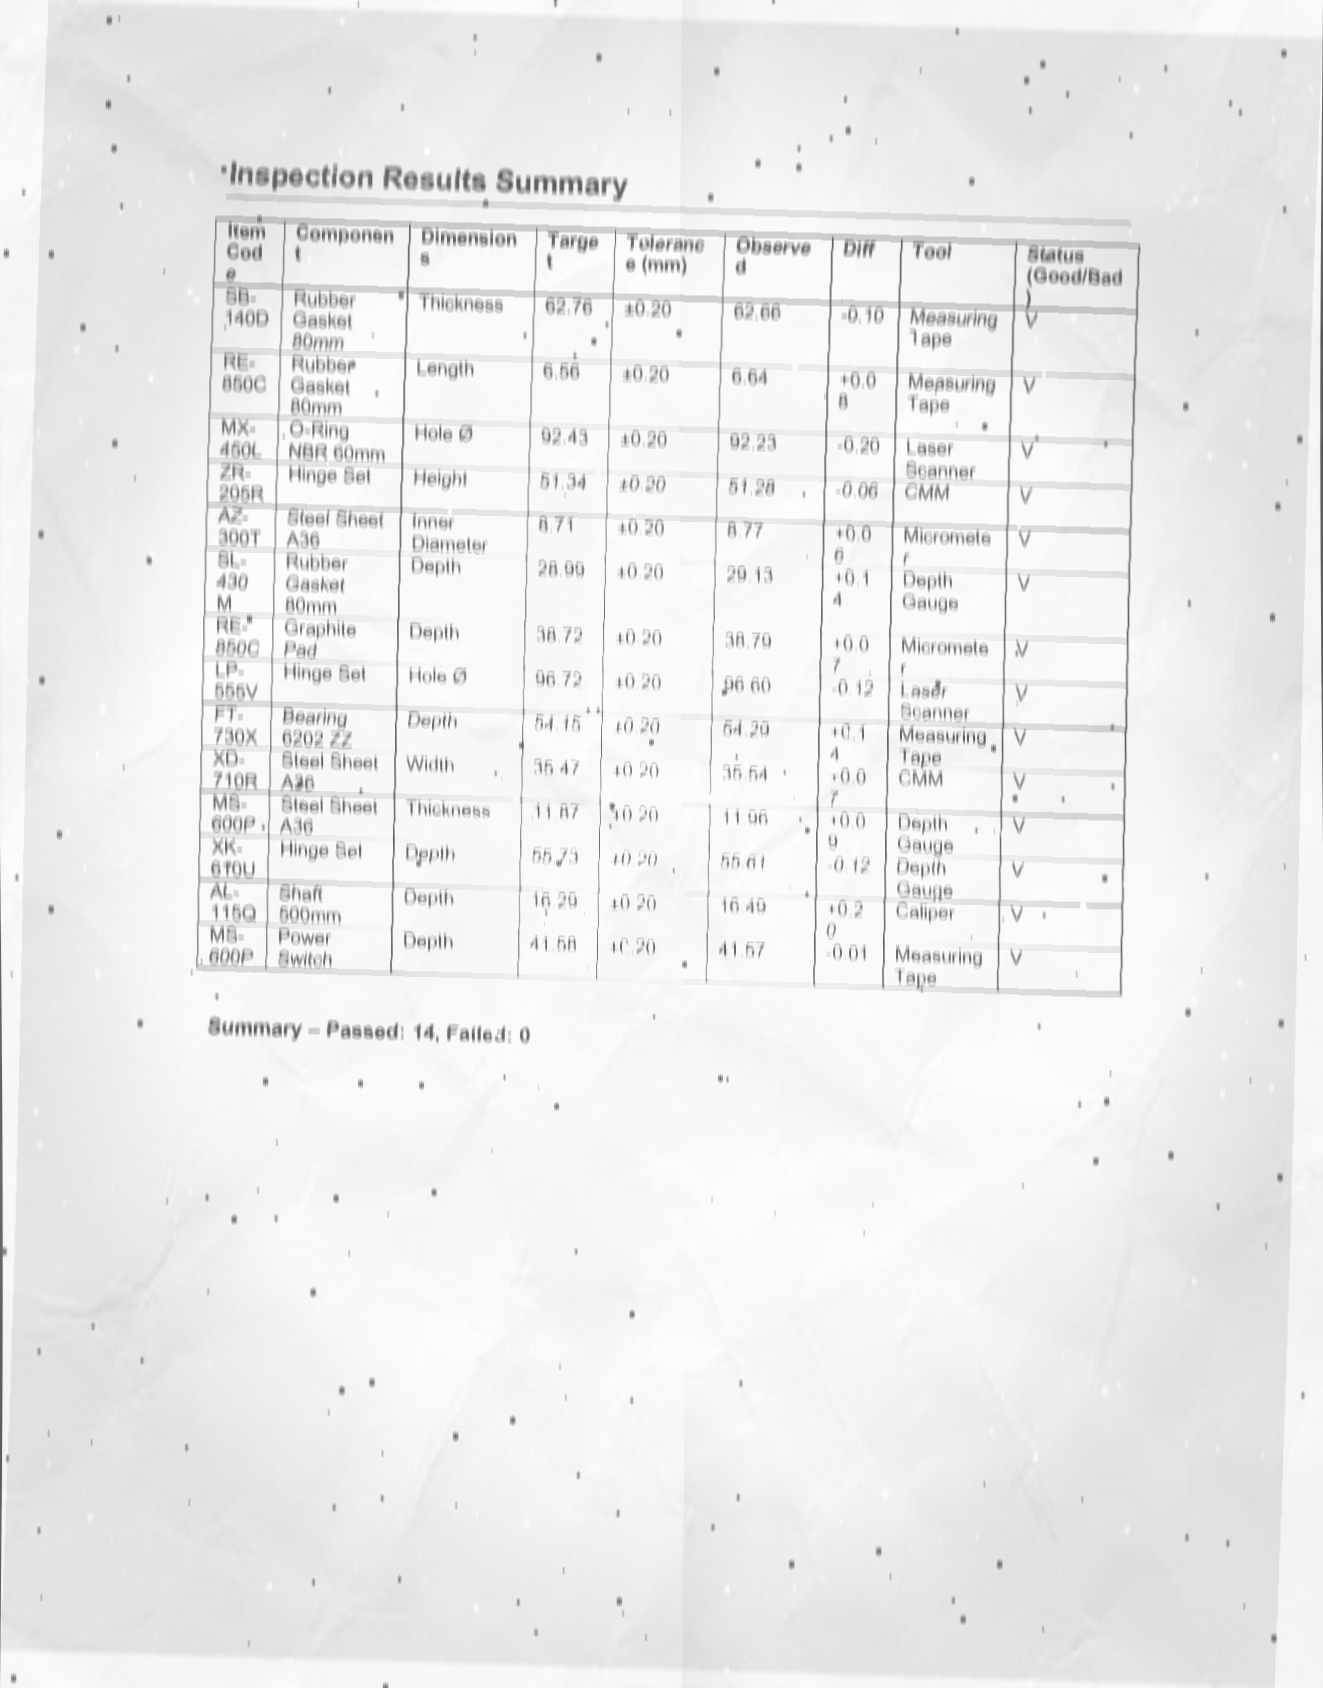 Inspection Results Summary
Item Code	Component	Dimensions	Target	Tolerance (mm)	Observed	Diff	Tool	Status (Good/Bad)
SB-140D	Rubber Gasket 80mm	Thickness	62.76	±0.20	62.66	-0.10	Measuring Tape	V
RE-850C	Rubber Gasket 80mm	Length	6.56	±0.20	6.64	+0.08	Measuring Tape	V
MX-450L	O-Ring NBR 60mm	Hole Ø	92.43	±0.20	92.23	-0.20	Laser Scanner	V
ZR-205R	Hinge Set	Height	51.34	±0.20	51.28	-0.06	CMM	V
AZ-300T	Steel Sheet A36	Inner Diameter	8.71	±0.20	8.77	+0.06	Micrometer	V
SL-430M	Rubber Gasket 80mm	Depth	28.99	±0.20	29.13	+0.14	Depth Gauge	V
RE-850C	Graphite Pad	Depth	38.72	±0.20	38.79	+0.07	Micrometer	V
LP-555V	Hinge Set	Hole Ø	96.72	±0.20	96.60	-0.12	Laser Scanner	V
FT-730X	Bearing 6202 ZZ	Depth	54.15	±0.20	54.29	+0.14	Measuring Tape	V
XD-710R	Steel Sheet A36	Width	35.47	±0.20	35.54	+0.07	CMM	V
MS-600P	Steel Sheet A36	Thickness	11.87	±0.20	11.96	+0.09	Depth Gauge	V
XK-610U	Hinge Set	Depth	55.73	±0.20	55.61	-0.12	Depth Gauge	V
AL-115Q	Shaft 500mm	Depth	16.29	±0.20	16.49	+0.20	Caliper	V
MS-600P	Power Switch	Depth	41.58	±0.20	41.57	-0.01	Measuring Tape	V
Summary – Passed: 14, Failed: 0